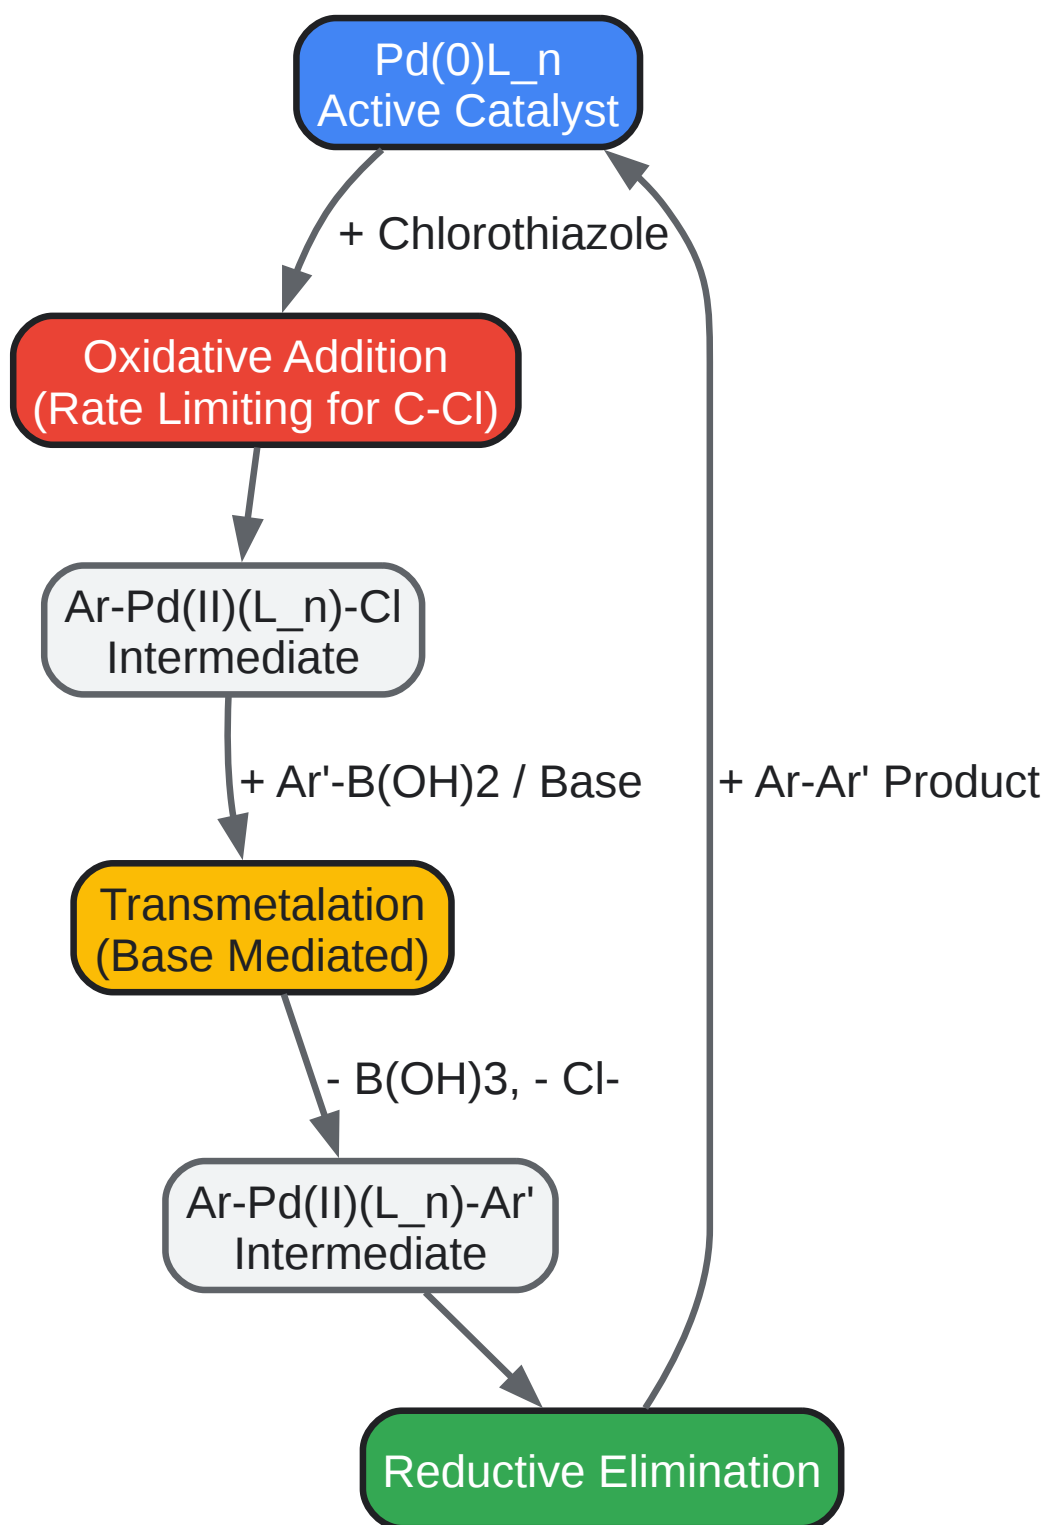 Pd(0)L_n
Active Catalyst
+ Chlorothiazole
Oxidative Addition
(Rate Limiting for C-Cl)
Ar-Pd(II)(L_n)-Cl
Intermediate
+ Ar'-B(OH)2 / Base
+ Ar-Ar' Product
Transmetalation
(Base Mediated)
- B(OH)3, - Cl-
Ar-Pd(II)(L_n)-Ar'
Intermediate
Reductive Elimination